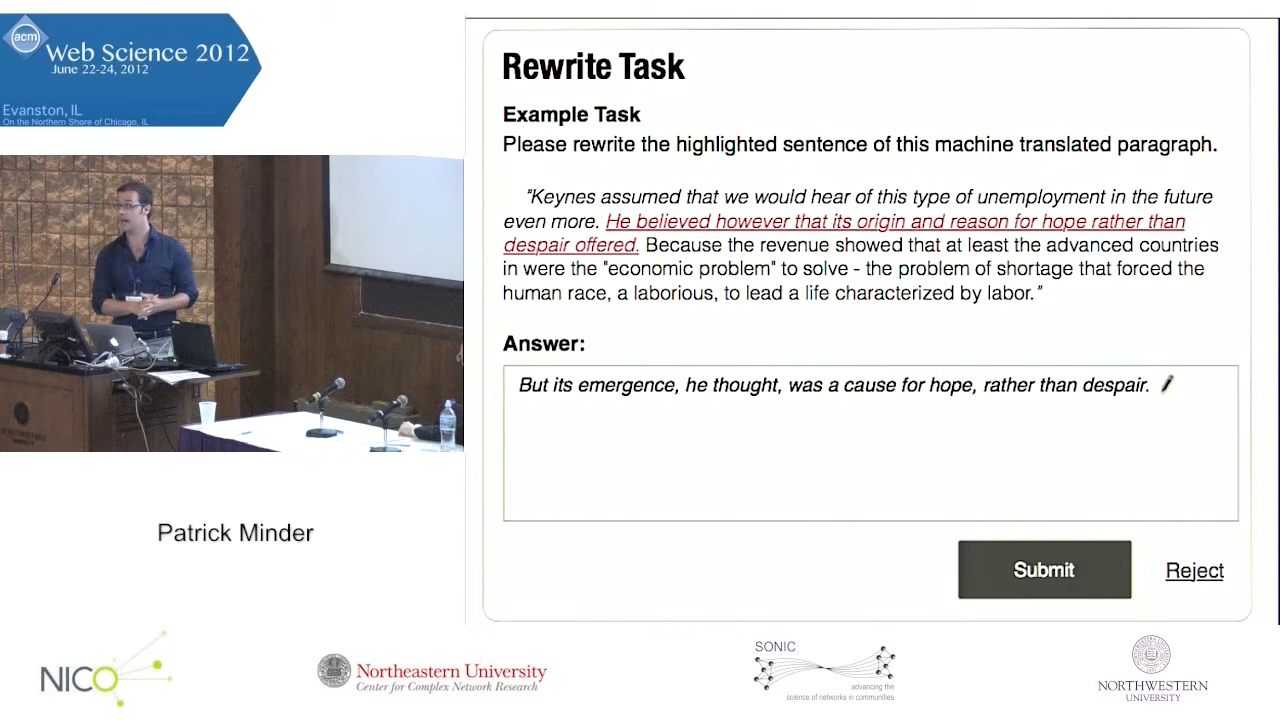 acm
Web Science 2012
June 22-24, 2012
Evanston, IL
On the Northern Shore of Chicago, IL
Patrick Minder
Rewrite Task
Example Task
Please rewrite the highlighted sentence of this machine translated paragraph.
"Keynes assumed that we would hear of this type of unemployment in the future
even more. He believed however that its origin and reason for hope rather than
despair offered. Because the revenue showed that at least the advanced countries
in were the "economic problem" to solve - the problem of shortage that forced the
human race, a laborious, to lead a life characterized by labor."
Answer:
But its emergence, he thought, was a cause for hope, rather than despair.
Submit
Reject
NICO
Northeastern University
Center for Complex Network Research
SONIC
advancing the
science of networks in communities
NORTHWESTERN
UNIVERSITY